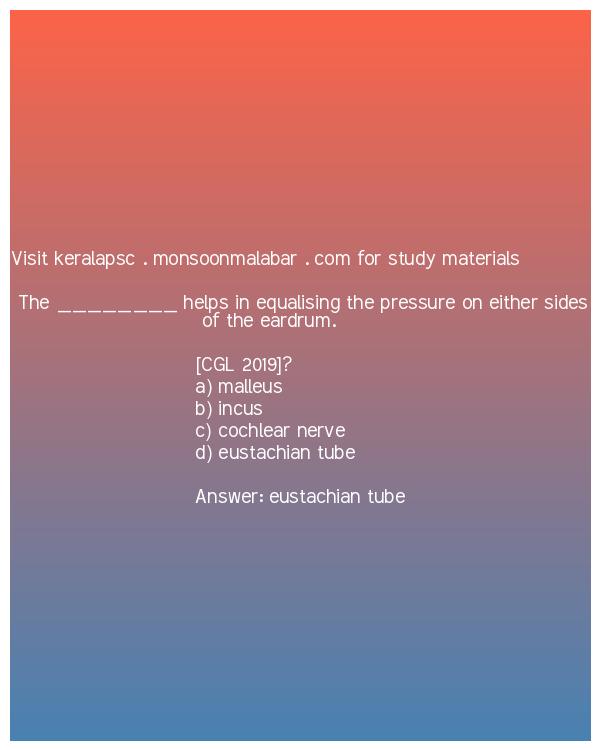 Visit keralapsc . monsoonmalabar . com for study materials
The ________ helps in equalising the pressure on either sides
of the eardrum.
[CGL 2019]?
a) malleus
b) incus
c) cochlear nerve
d) eustachian tube
Answer: eustachian tube